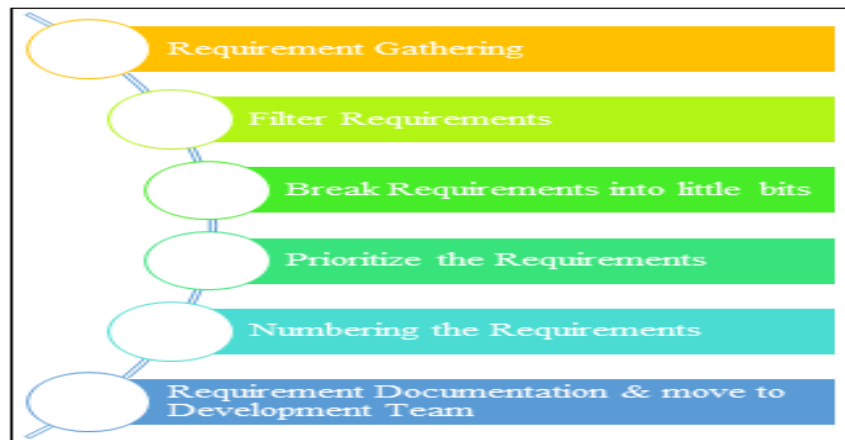 Requirement Gathering
Filter Requirements
Break Requirements into little bits
Prioritize the Requirements
Numbering the Requirements
Requirement Documentation & move to
Development Team